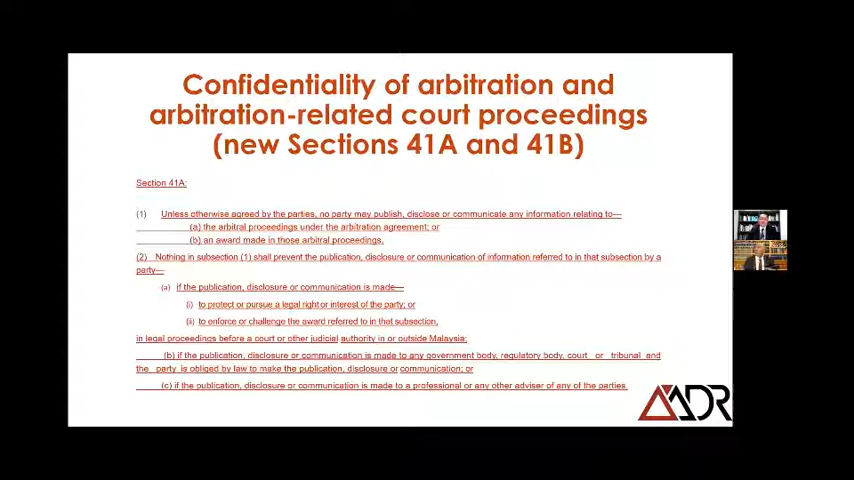 Confidentiality of arbitration and
arbitration-related court proceedings
(new Sections 41A and 41B)
Section 41A:
(1) Unless otherwise agreed by the parties, no party may publish, disclose or communicate any information relating to—
(a) the arbitral proceedings under the arbitration agreement; or
(b) an award made in those arbitral proceedings.
(2) Nothing in subsection (1) shall prevent the publication, disclosure or communication of information referred to in that subsection by a
party—
(a) if the publication, disclosure or communication is made—
(i) to protect or pursue a legal right or interest of the party; or
(ii) to enforce or challenge the award referred to in that subsection,
in legal proceedings before a court or other judicial authority in or outside Malaysia;
(b) if the publication, disclosure or communication is made to any government body, regulatory body, court or tribunal and
the party is obliged by law to make the publication, disclosure or communication; or
(c) if the publication, disclosure or communication is made to a professional or any other adviser of any of the parties.
AADR